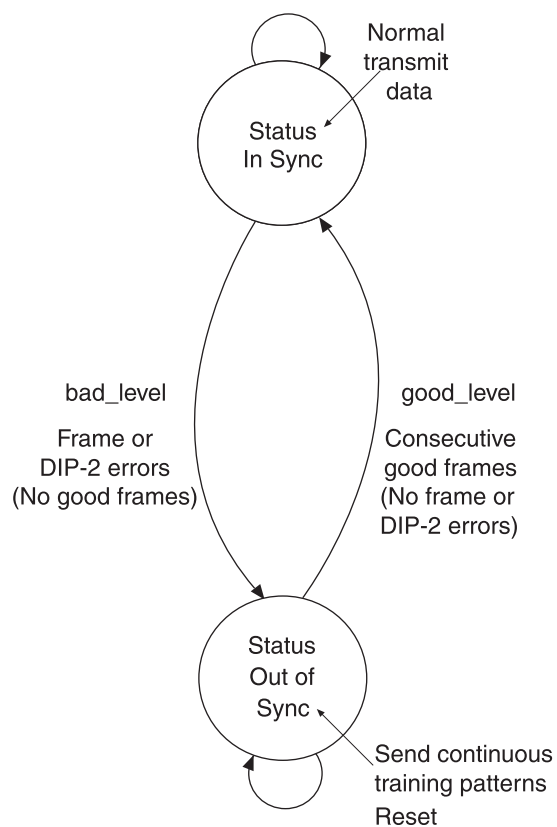 Normal
transmit
data
Status
In Sync
bad_level
Frame or
DIP-2 errors
(No good frames)
good_level
Consecutive
good frames
(No frame or
DIP-2 errors)
Status
Out of
Sync
Send continuous
training patterns
Reset